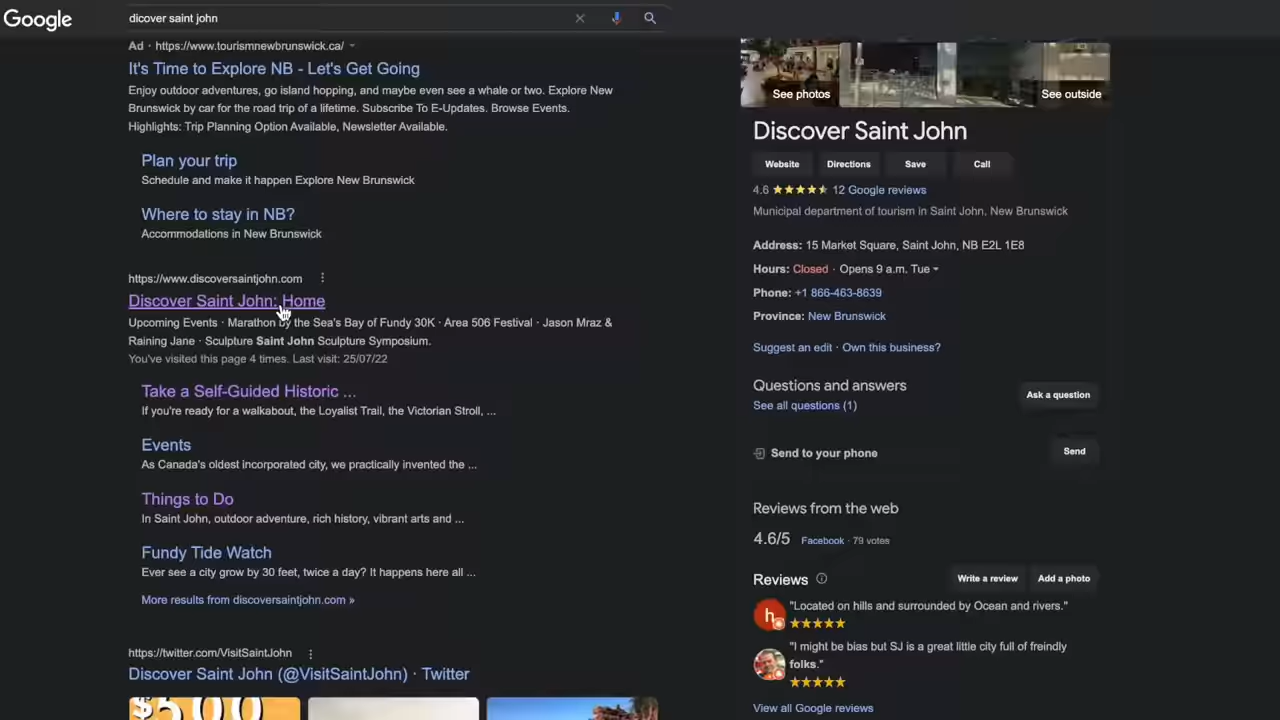 Google
dicover saint john
Ad · https://www.tourismnewbrunswick.ca/
It's Time to Explore NB - Let's Get Going
Enjoy outdoor adventures, go island hopping, and maybe even see a whale or two. Explore New
Brunswick by car for the road trip of a lifetime. Subscribe To E-Updates. Browse Events.
Highlights: Trip Planning Option Available, Newsletter Available.
Plan your trip
Schedule and make it happen Explore New Brunswick
Where to stay in NB?
Accommodations in New Brunswick
https://www.discoversaintjohn.com
Discover Saint John: Home
Upcoming Events · Marathon by the Sea's Bay of Fundy 30K · Area 506 Festival · Jason Mraz &
Raining Jane · Sculpture Saint John Sculpture Symposium.
You've visited this page 4 times. Last visit: 25/07/22
Take a Self-Guided Historic ...
If you're ready for a walkabout, the Loyalist Trail, the Victorian Stroll, ...
Events
As Canada's oldest incorporated city, we practically invented the ...
Things to Do
In Saint John, outdoor adventure, rich history, vibrant arts and ...
Fundy Tide Watch
Ever see a city grow by 30 feet, twice a day? It happens here all ...
More results from discoversaintjohn.com »
https://twitter.com/VisitSaintJohn
Discover Saint John (@VisitSaintJohn) · Twitter
$500
See photos
See outside
Discover Saint John
Website Directions Save Call
4.6 12 Google reviews
Municipal department of tourism in Saint John, New Brunswick
Address: 15 Market Square, Saint John, NB E2L 1E8
Hours: Closed · Opens 9 a.m. Tue
Phone: +1 866-463-8639
Province: New Brunswick
Suggest an edit · Own this business?
Questions and answers
See all questions (1)
Ask a question
Send to your phone
Send
Reviews from the web
4.6/5 Facebook · 79 votes
Reviews
Write a review
Add a photo
h
"Located on hills and surrounded by Ocean and rivers."
"I might be bias but SJ is a great little city full of freindly
folks."
View all Google reviews